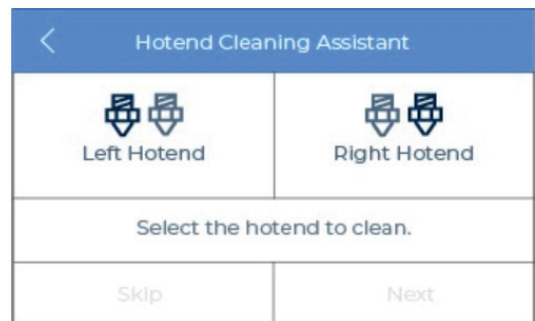 Hotend Cleaning Assistant
Left Hotend
Right Hotend
Select the hotend to clean.
Skip
Next